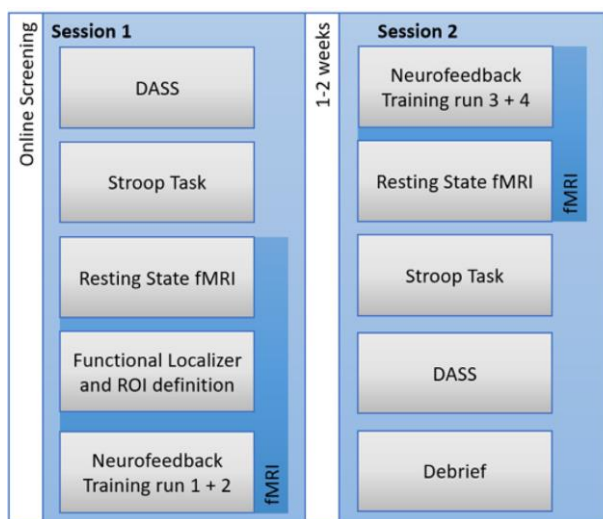 Online Screening
Session 1
DASS
Stroop Task
Resting State fMRI
Functional Localizer
and ROI definition
Neurofeedback
Training run 1 + 2
fMRI
1-2 weeks
Session 2
Neurofeedback
Training run 3 + 4
Resting State fMRI
fMRI
Stroop Task
DASS
Debrief